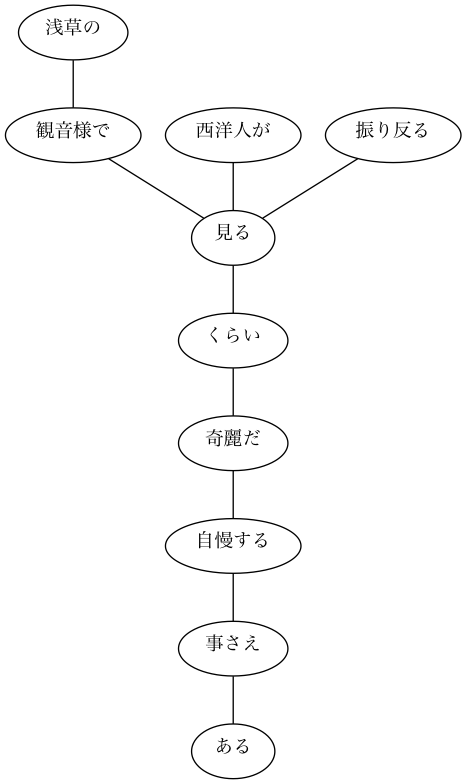 浅草の
観音様で 西洋人が 振り反る
見る
くらい
奇麗だ
自慢する
事さえ
ある